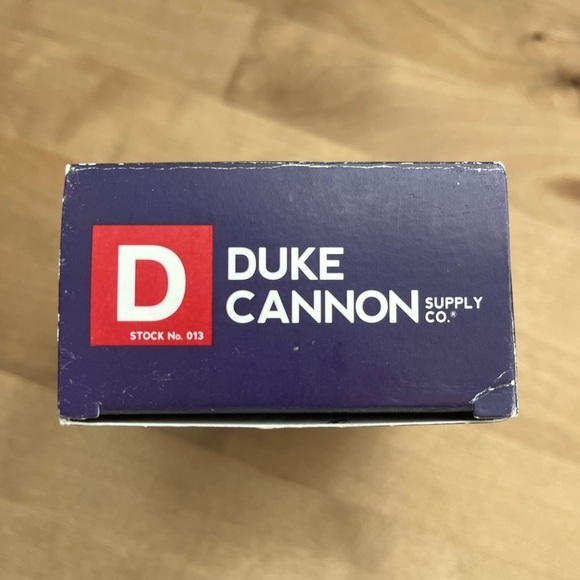 D
STOCK No. 013
DUKE
CANNON SUPPLY
CO.®